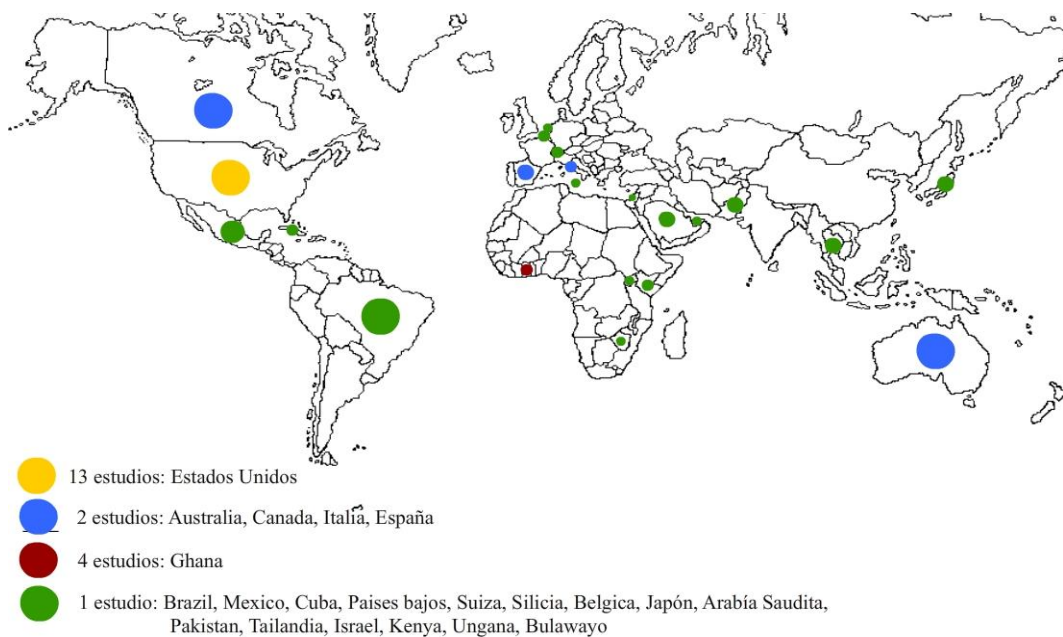 13 estudios: Estados Unidos
2 estudios: Australia, Canada, Italia, España
4 estudios: Ghana
1 estudio: Brazil, Mexico, Cuba, Paises bajos, Suiza, Silicia, Belgica, Japón, Arabía Saudita,
Pakistan, Tailandia, Israel, Kenya, Ungana, Bulawayo